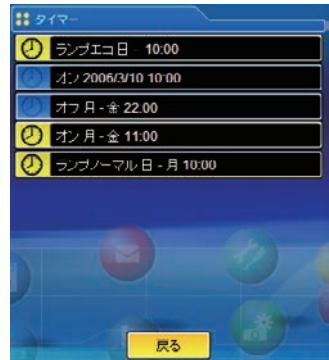 タイマー
ランプエコ 日 - 10:00
オン 2006/3/10 10:00
オフ 月 - 金 22.00
オン 月 - 金 11:00
ランプノーマル 日 - 月 10:00
戻る